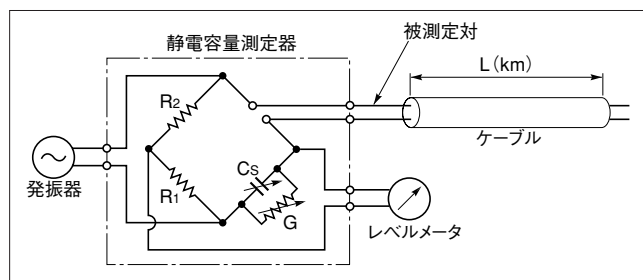 静電容量測定器
被測定対
L（km）
R2
ケーブル
発振器
R1
CS
G
レベルメータ